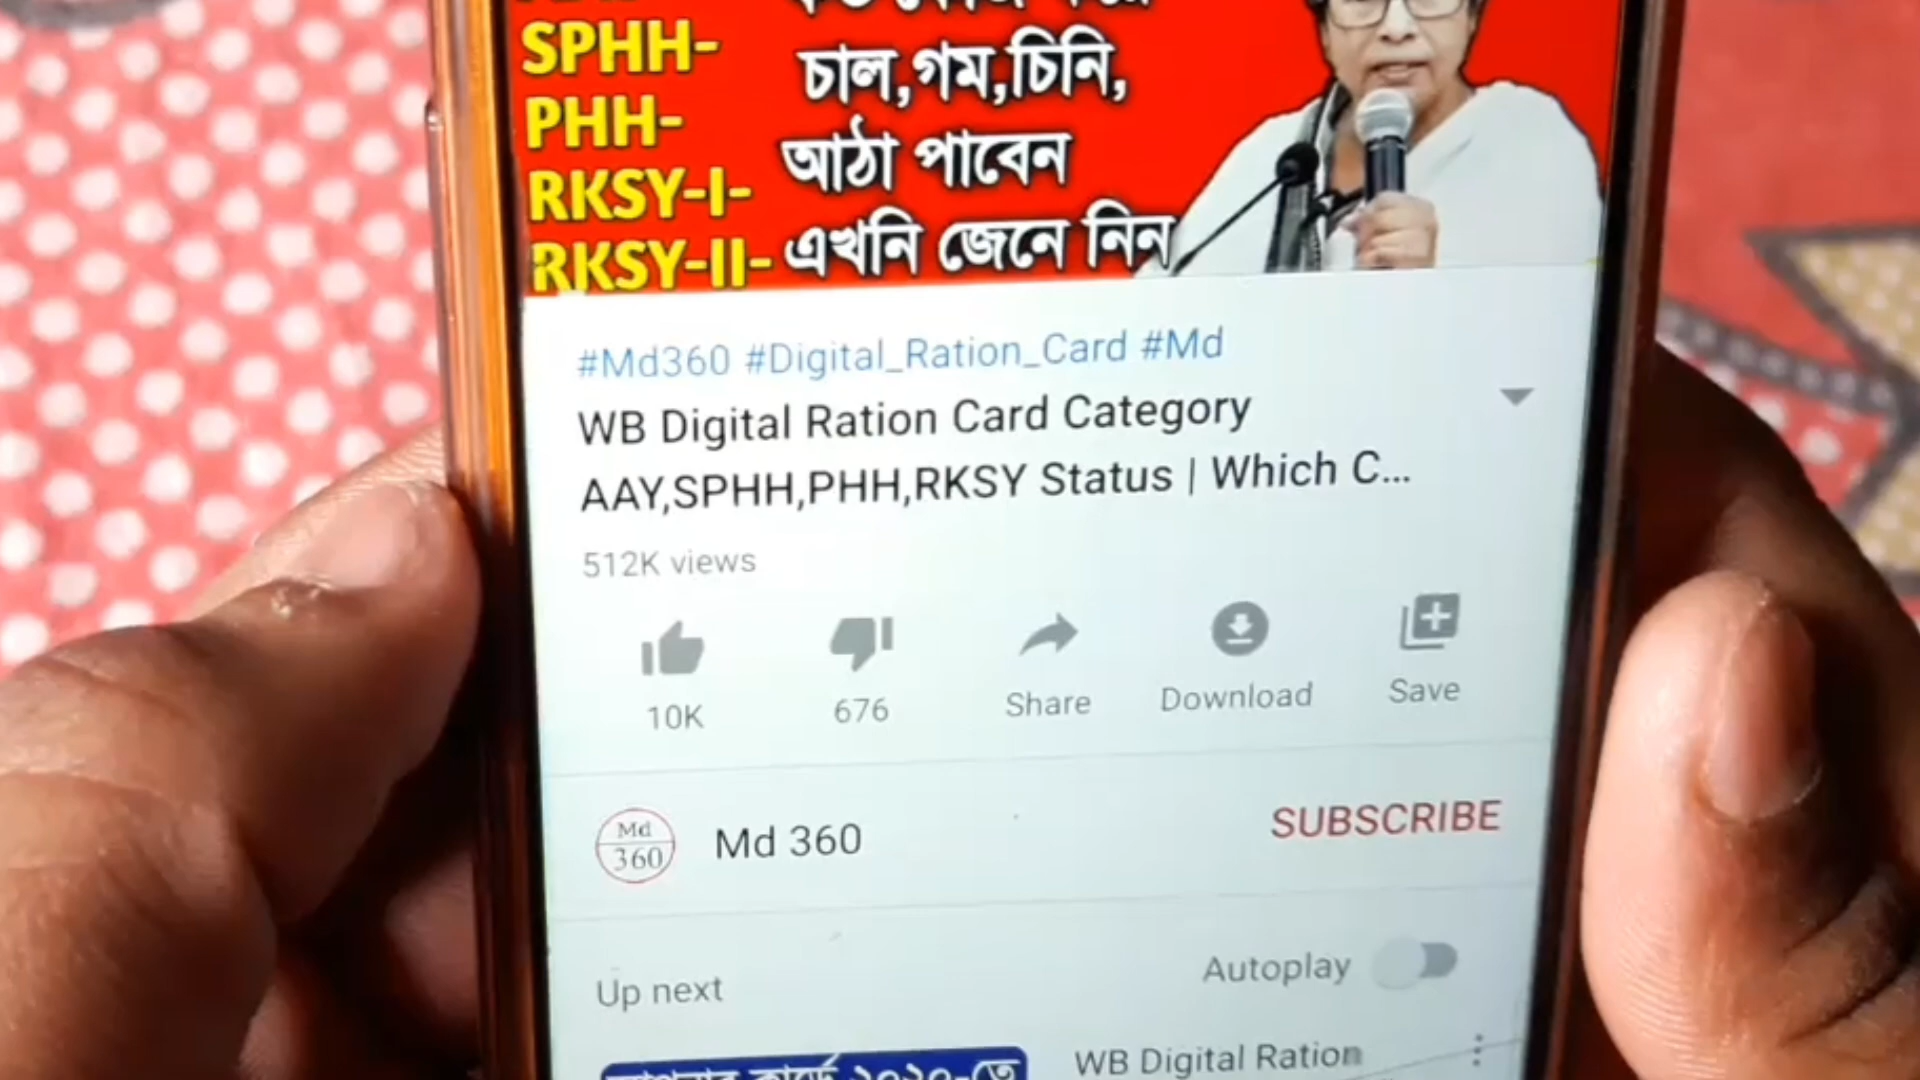 SPHH-
চাল,গম,চিনি,
PHH-
আঠা পাবেন
RKSY-I-
RKSY-II-
এখনি জেনে নিন
#Md360 #Digital_Ration_Card #Md
WB Digital Ration Card Category
AAY,SPHH,PHH,RKSY Status | Which C...
512K views
10K
676
Share
Download
Save
Md
360
Md 360
SUBSCRIBE
Up next
Autoplay
WB Digital Ration